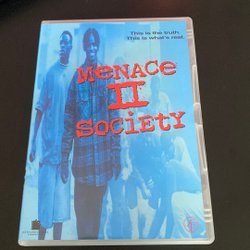 This is the truth.
This is what's real.
MENACE
II
SOCIETY